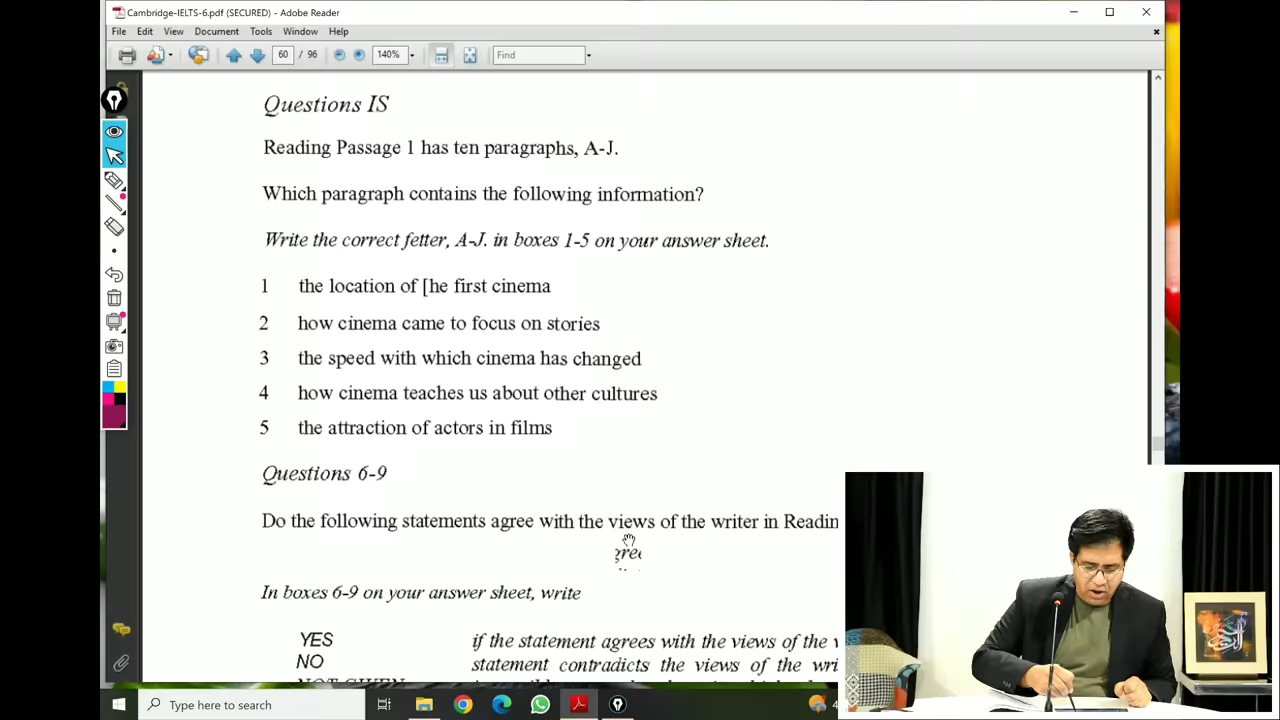 Cambridge-IELTS-6.pdf (SECURED) - Adobe Reader
File Edit View Document Tools Window Help
60 / 96 140% Find
Questions IS
Reading Passage 1 has ten paragraphs, A-J.
Which paragraph contains the following information?
Write the correct fetter, A-J. in boxes 1-5 on your answer sheet.
1 the location of [he first cinema
2 how cinema came to focus on stories
3 the speed with which cinema has changed
4 how cinema teaches us about other cultures
5 the attraction of actors in films
Questions 6-9
Do the following statements agree with the views of the writer in Readin
gree
In boxes 6-9 on your answer sheet, write
YES if the statement agrees with the views of the
NO statement contradicts the views of the wri
Type here to search